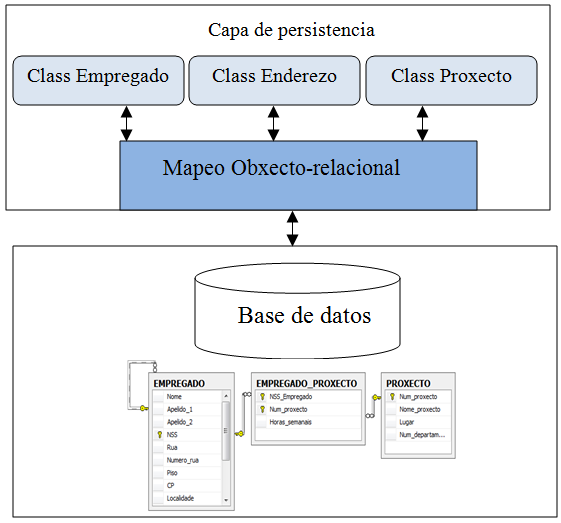 Capa de persistencia
Class Empregado
Class Enderezo
Class Proxecto
Mapeo Obxecto-relacional
Base de datos
EMPREGADO
Nome
Apelido_1
Apelido_2
NSS
Rua
Numero_rua
Piso
CP
Localidade
EMPREGADO_PROXECTO
NSS_Empregado
Num_proxecto
Horas_semanais
PROXECTO
Num_proxecto
Nome_proxecto
Lugar
Num_departam...